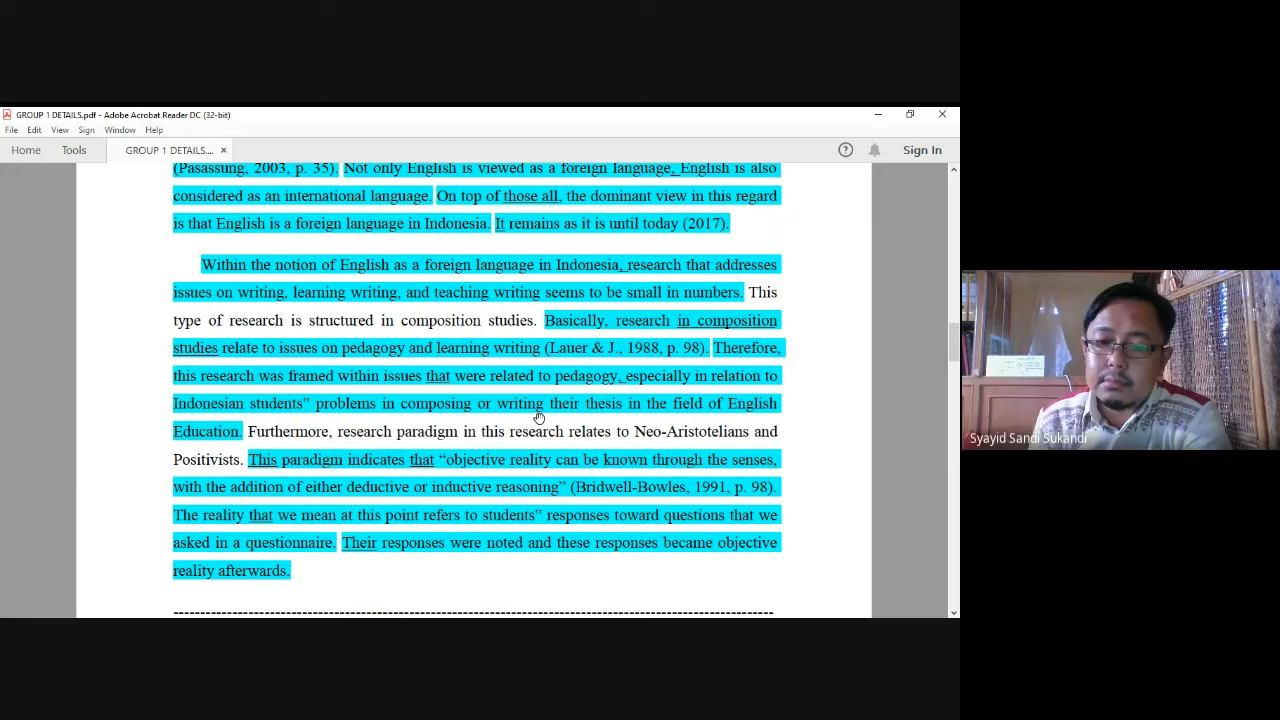 GROUP 1 DETAILS.pdf - Adobe Acrobat Reader DC (32-bit)
File Edit View Sign Window Help
Home Tools GROUP 1 DETAILS.... × Sign In
(Pasassung, 2003, p. 35). Not only English is viewed as a foreign language, English is also
considered as an international language. On top of those all, the dominant view in this regard
is that English is a foreign language in Indonesia. It remains as it is until today (2017).
Within the notion of English as a foreign language in Indonesia, research that addresses
issues on writing, learning writing, and teaching writing seems to be small in numbers. This
type of research is structured in composition studies. Basically, research in composition
studies relate to issues on pedagogy and learning writing (Lauer & J., 1988, p. 98). Therefore,
this research was framed within issues that were related to pedagogy, especially in relation to
Indonesian students‟ problems in composing or writing their thesis in the field of English
Education. Furthermore, research paradigm in this research relates to Neo-Aristotelians and
Positivists. This paradigm indicates that “objective reality can be known through the senses,
with the addition of either deductive or inductive reasoning” (Bridwell-Bowles, 1991, p. 98).
The reality that we mean at this point refers to students‟ responses toward questions that we
asked in a questionnaire. Their responses were noted and these responses became objective
reality afterwards.
Syayid Sandi Sukandi